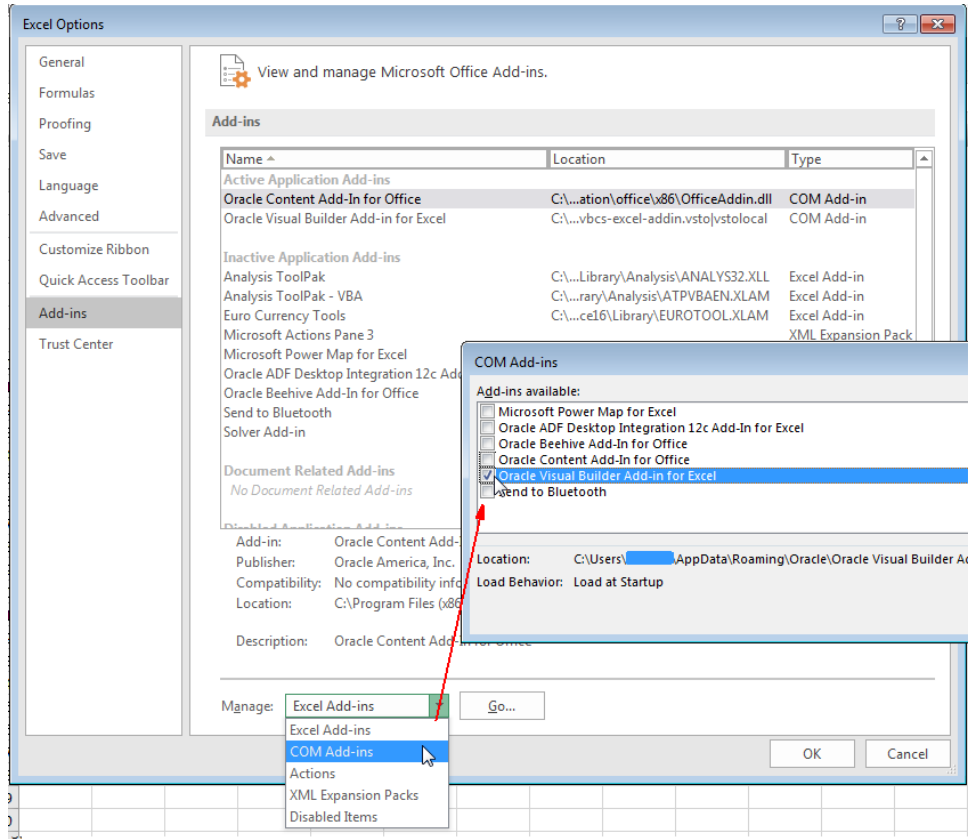 Excel Options
General
Formulas
Proofing
Save
Language
Advanced
Customize Ribbon
Quick Access Toolbar
Add-ins
Trust Center
View and manage Microsoft Office Add-ins.
Add-ins
Name Location Type
Active Application Add-ins
Oracle Content Add-In for Office C:\...ation\office\x86\OfficeAddin.dll COM Add-in
Oracle Visual Builder Add-in for Excel C:\...vbcs-excel-addin.vsto|vstolocal COM Add-in
Inactive Application Add-ins
Analysis ToolPak C:\...Library\Analysis\ANALYS32.XLL Excel Add-in
Analysis ToolPak - VBA C:\...rary\Analysis\ATPVBAEN.XLAM Excel Add-in
Euro Currency Tools C:\...ce16\Library\EUROTOOL.XLAM Excel Add-in
Microsoft Actions Pane 3 XML Expansion Pack
Microsoft Power Map for Excel
Oracle ADF Desktop Integration 12c Add
Oracle Beehive Add-In for Office
Send to Bluetooth
Solver Add-in
Document Related Add-ins
No Document Related Add-ins
Disabled Application Add-ins
Add-in: Oracle Content Add-
Publisher: Oracle America, Inc.
Compatibility: No compatibility info
Location: C:\Program Files (x86
Description: Oracle Content Add-In for Office
COM Add-ins
Add-ins available:
Microsoft Power Map for Excel
Oracle ADF Desktop Integration 12c Add-In for Excel
Oracle Beehive Add-In for Office
Oracle Content Add-In for Office
Oracle Visual Builder Add-in for Excel
Send to Bluetooth
Location: C:\Users\ \AppData\Roaming\Oracle\Oracle Visual Builder Ad
Load Behavior: Load at Startup
Manage: Excel Add-ins Go...
Excel Add-ins
COM Add-ins
Actions
XML Expansion Packs
Disabled Items
OK Cancel